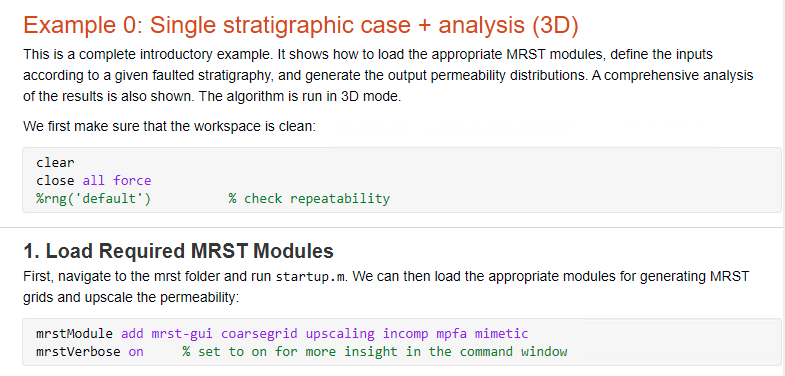 Example 0: Single stratigraphic case + analysis (3D)
This is a complete introductory example. It shows how to load the appropriate MRST modules, define the inputs
according to a given faulted stratigraphy, and generate the output permeability distributions. A comprehensive analysis
of the results is also shown. The algorithm is run in 3D mode.
We first make sure that the workspace is clean:
clear
close all force
%rng('default')          % check repeatability
1. Load Required MRST Modules
First, navigate to the mrst folder and run startup.m. We can then load the appropriate modules for generating MRST
grids and upscale the permeability:
mrstModule add mrst-gui coarsegrid upscaling incomp mpfa mimetic
mrstVerbose on     % set to on for more insight in the command window